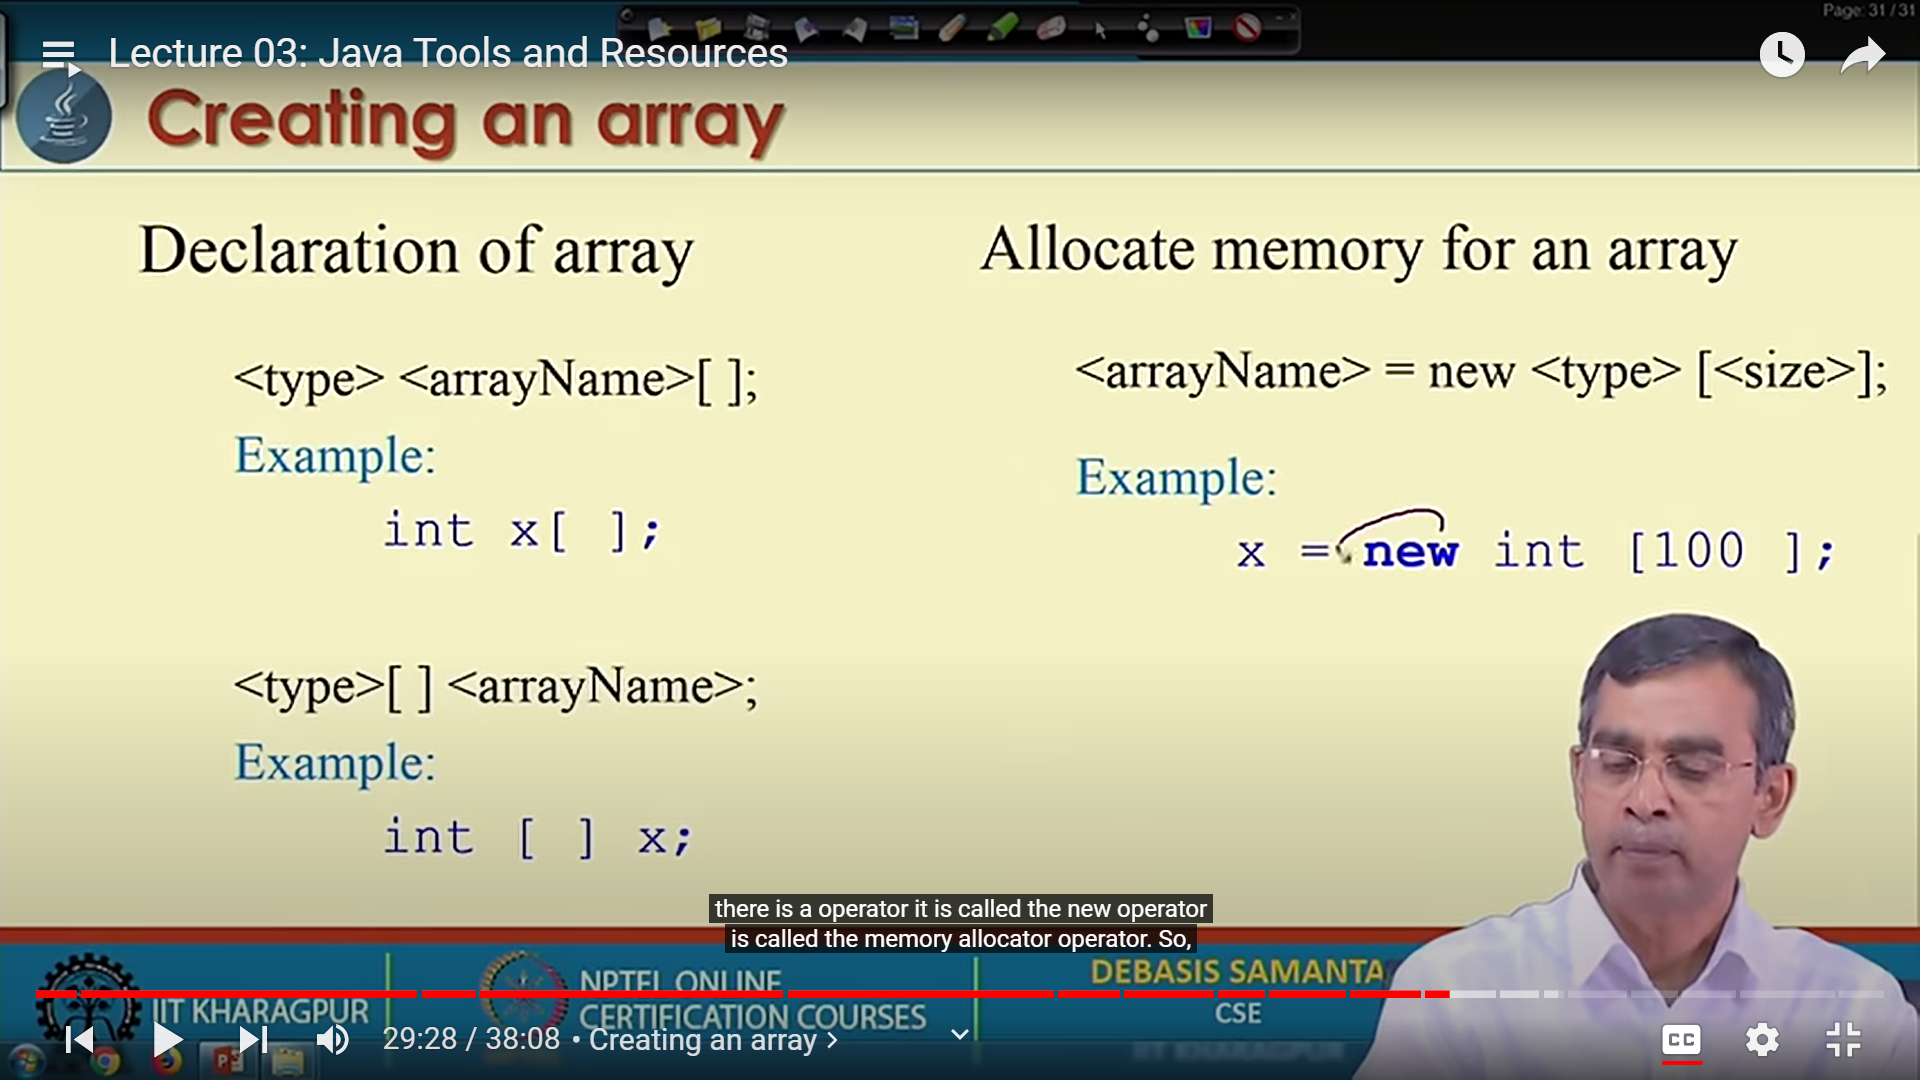 Page: 31 / 31
Lecture 03: Java Tools and Resources
Creating an array
Declaration of array
<type> <arrayName>[ ];
Example:
int x[ ];
<type>[ ] <arrayName>;
Example:
int [ ] x;
Allocate memory for an array
<arrayName> = new <type> [<size>];
Example:
x = new int [100 ];
there is a operator it is called the new operator
is called the memory allocator operator. So,
IIT KHARAGPUR
NPTEL ONLINE
CERTIFICATION COURSES
DEBASIS SAMANTA
CSE
29:28 / 38:08 • Creating an array >
CC